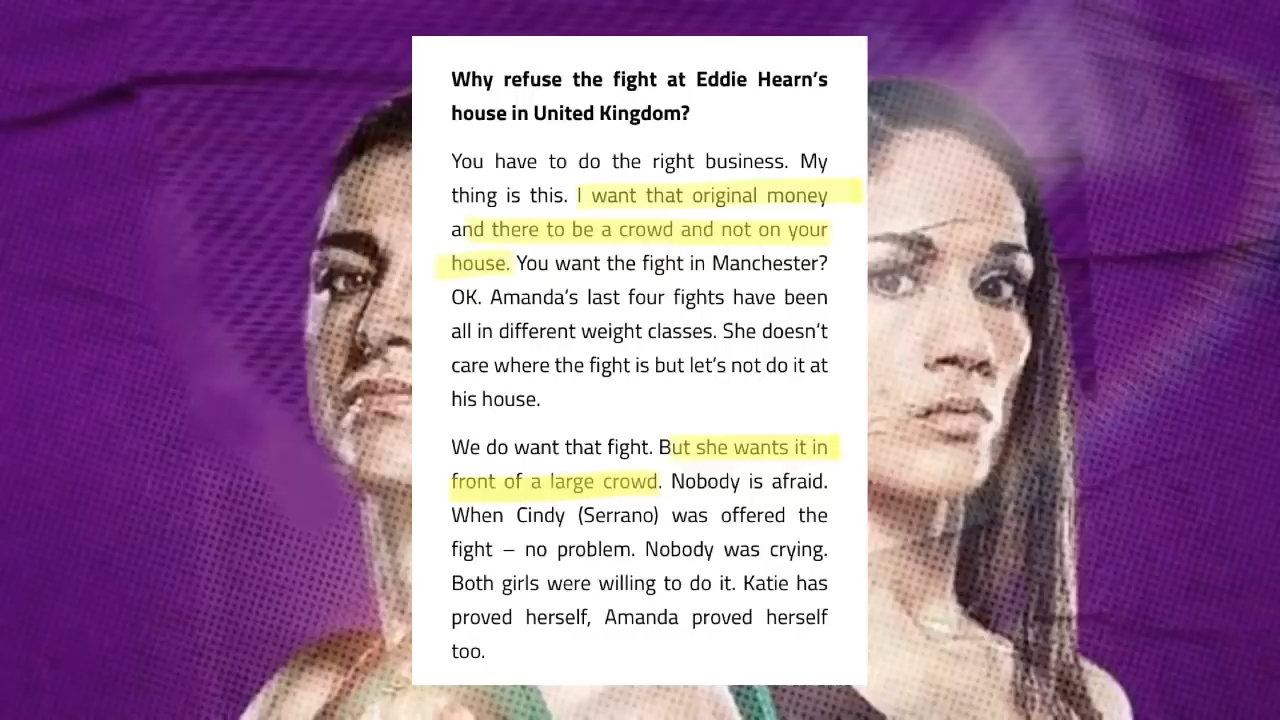 Why refuse the fight at Eddie Hearn’s
house in United Kingdom?
You have to do the right business. My
thing is this. I want that original money
and there to be a crowd and not on your
house. You want the fight in Manchester?
OK. Amanda’s last four fights have been
all in different weight classes. She doesn’t
care where the fight is but let’s not do it at
his house.
We do want that fight. But she wants it in
front of a large crowd. Nobody is afraid.
When Cindy (Serrano) was offered the
fight – no problem. Nobody was crying.
Both girls were willing to do it. Katie has
proved herself, Amanda proved herself
too.